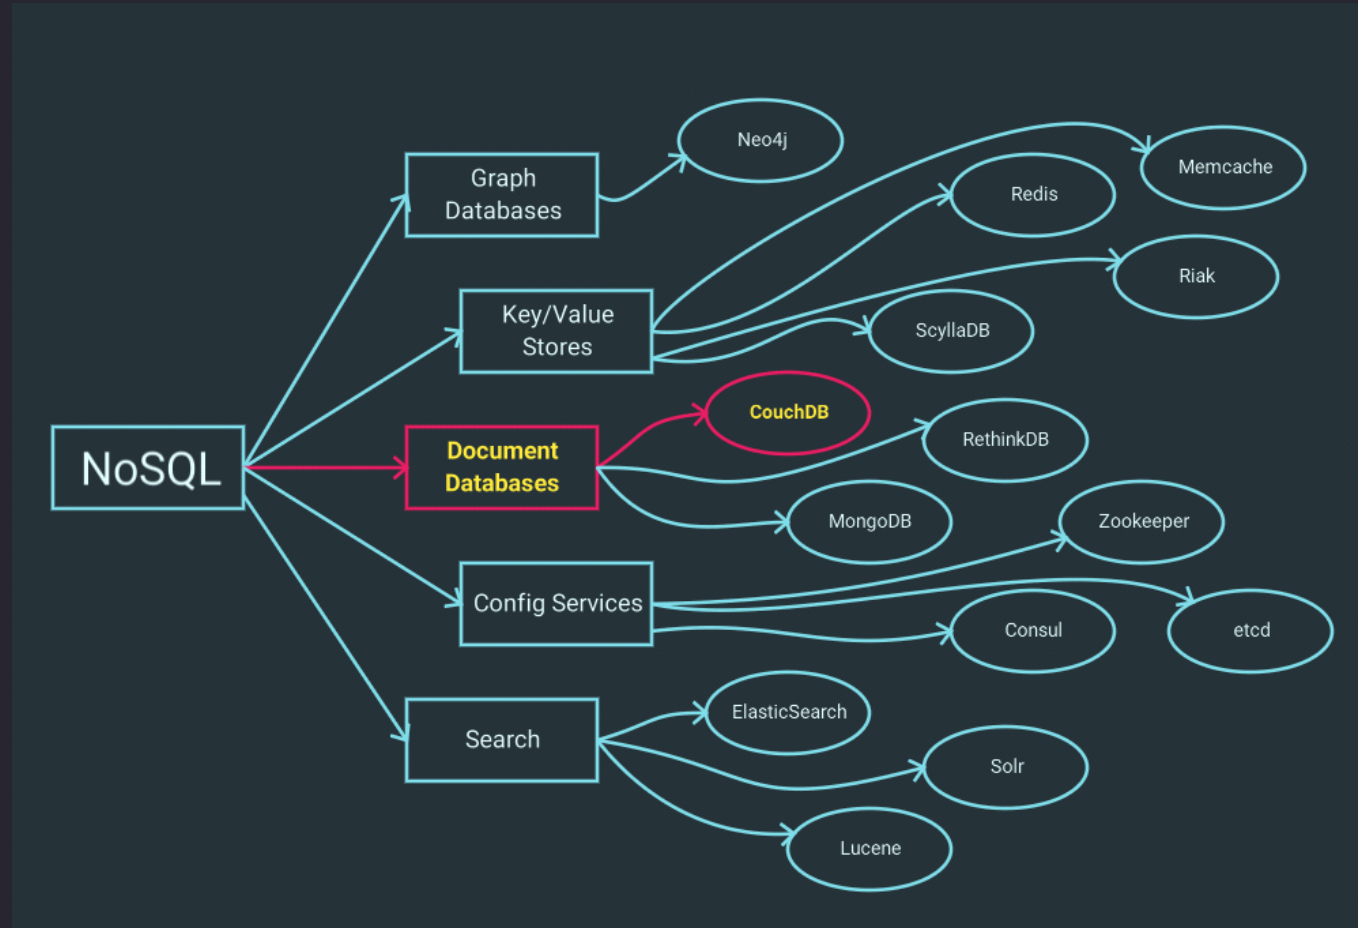 NoSQL
Graph
Databases
Neo4j
Key/Value
Stores
Memcache
Redis
Riak
ScyllaDB
Document
Databases
CouchDB
RethinkDB
MongoDB
Config Services
Zookeeper
etcd
Consul
Search
ElasticSearch
Solr
Lucene